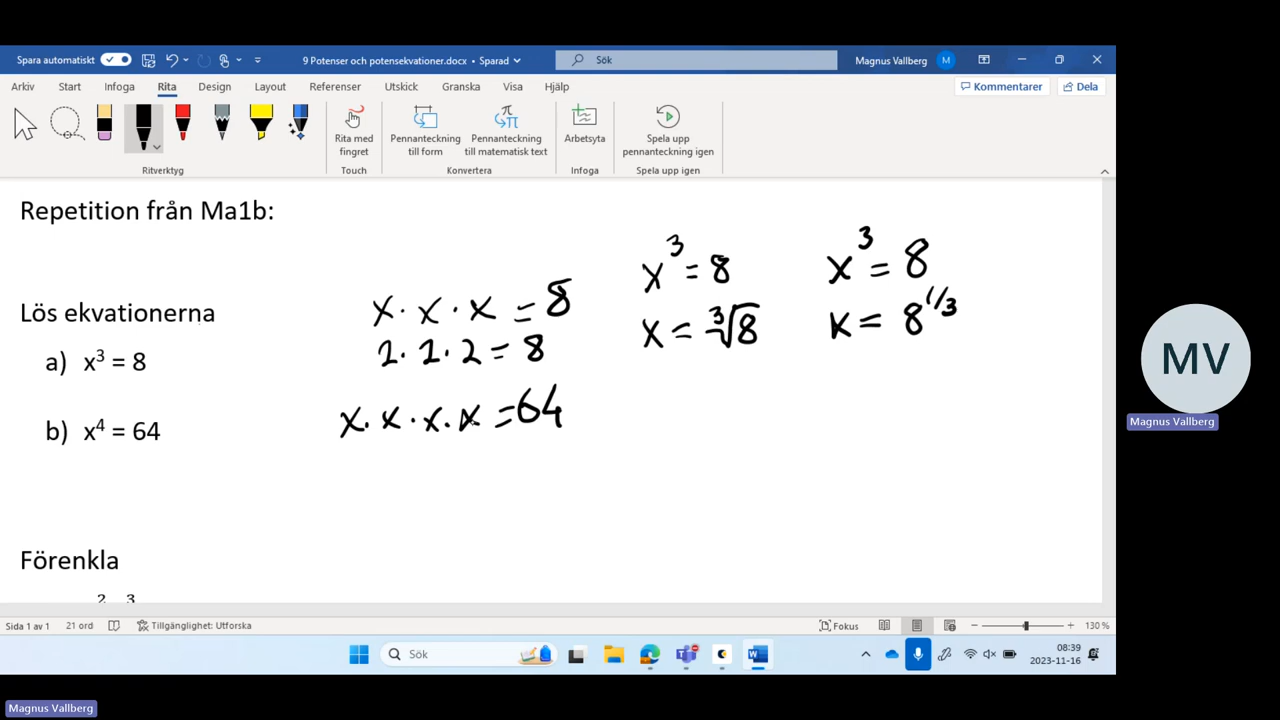 Spara automatiskt
9 Potenser och potensekvationer.docx • Sparad
Sök
Magnus Vallberg
M
Arkiv Start Infoga Rita Design Layout Referenser Utskick Granska Visa Hjälp
Kommentarer
Dela
Rita med fingret
Pennanteckning till form
Pennanteckning till matematisk text
Arbetsyta
Spela upp pennanteckning igen
Ritverktyg
Touch
Konvertera
Infoga
Spela upp igen
Repetition från Ma1b:
Lös ekvationerna
a) x³ = 8
b) x⁴ = 64
x · x · x = 8
2 · 2 · 2 = 8
x · x · x · x = 64
x³ = 8
x = ³√8
x³ = 8
x = 8^1/3
Förenkla
2 3
MV
Magnus Vallberg
Sida 1 av 1
21 ord
Tillgänglighet: Utforska
Fokus
130 %
Sök
08:39
2023-11-16
Magnus Vallberg